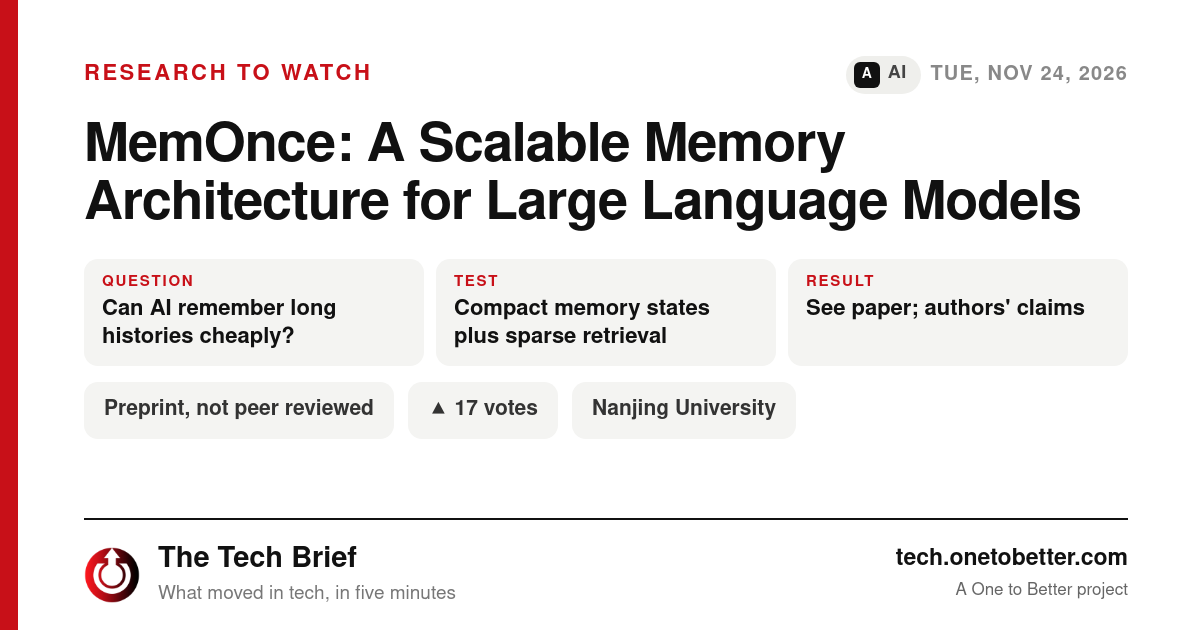 RESEARCH TO WATCH
A AI TUE, NOV 24, 2026
MemOnce: A Scalable Memory
Architecture for Large Language Models
QUESTION
Can AI remember long
histories cheaply?
TEST
Compact memory states
plus sparse retrieval
RESULT
See paper; authors' claims
Preprint, not peer reviewed
▲ 17 votes
Nanjing University
The Tech Brief
What moved in tech, in five minutes
tech.onetobetter.com
A One to Better project